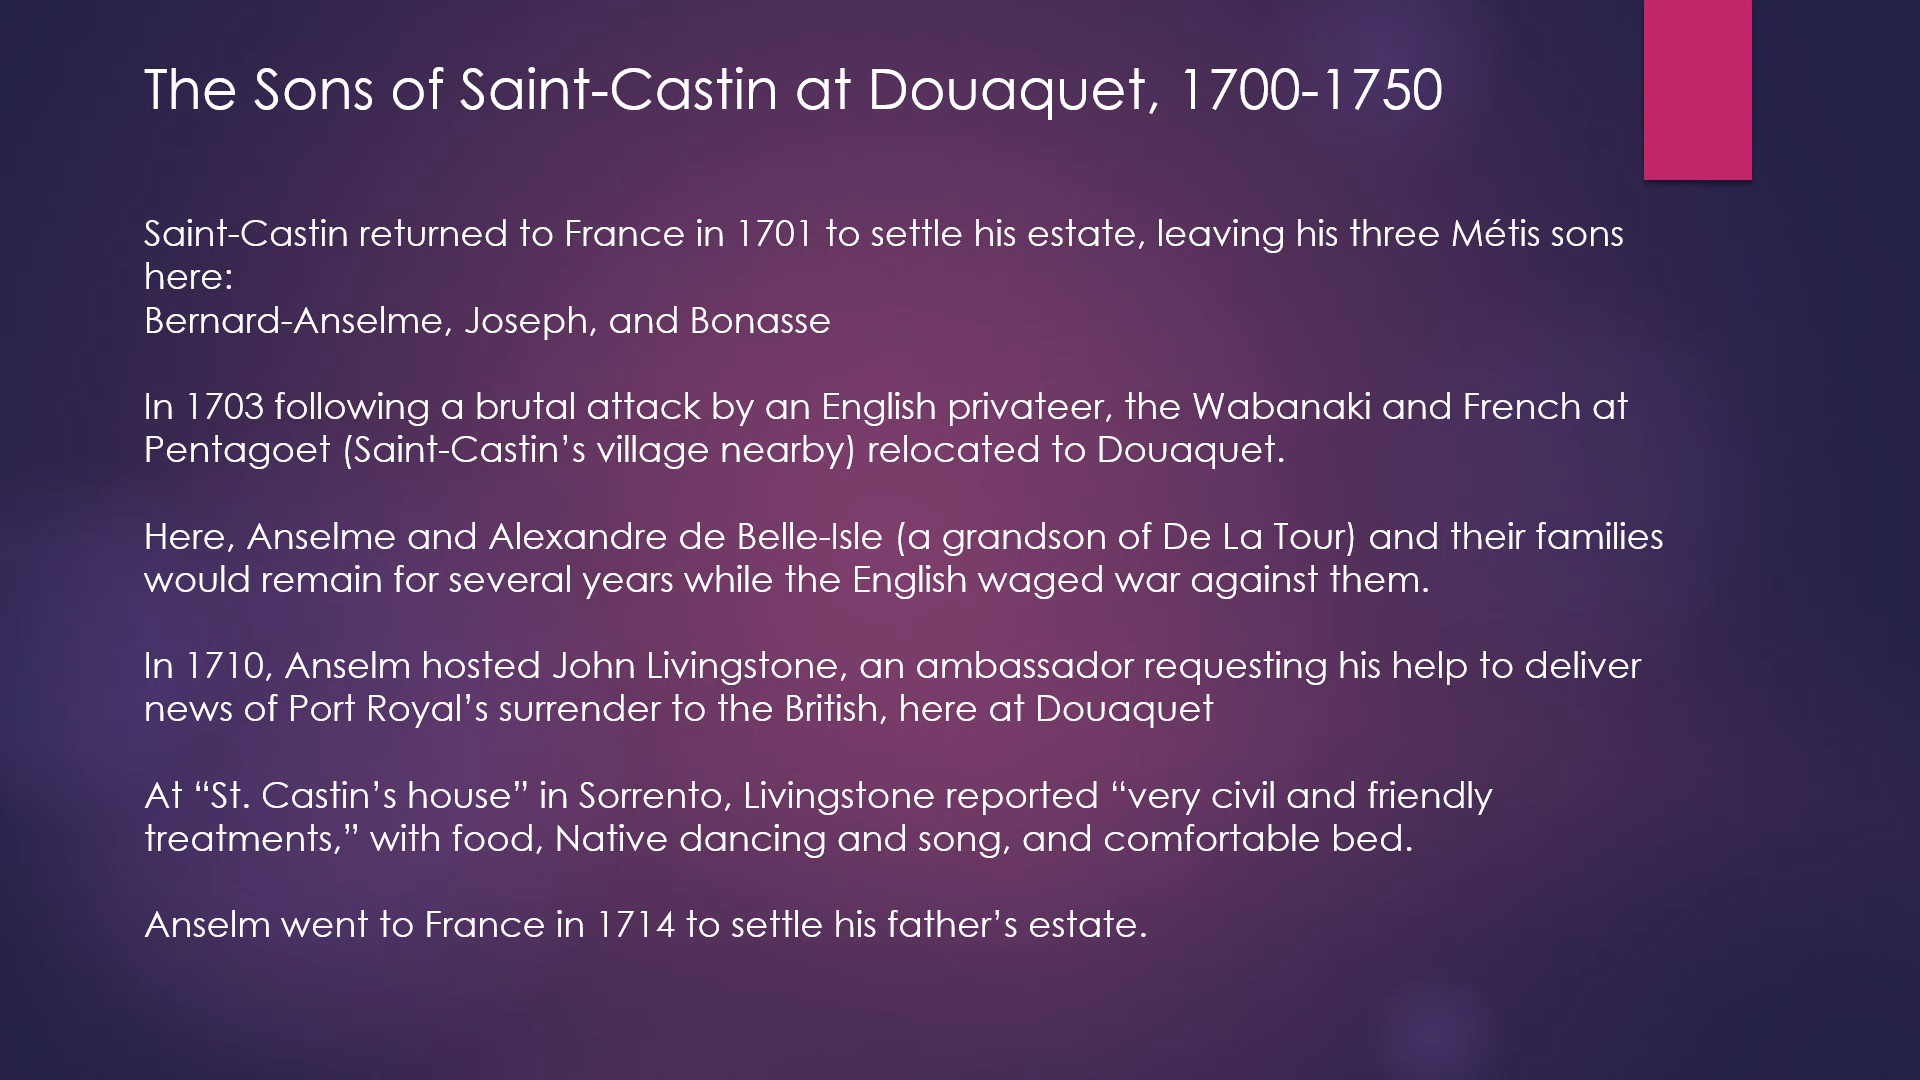 The Sons of Saint-Castin at Douaquet, 1700-1750
Saint-Castin returned to France in 1701 to settle his estate, leaving his three Métis sons
here:
Bernard-Anselme, Joseph, and Bonasse
In 1703 following a brutal attack by an English privateer, the Wabanaki and French at
Pentagoet (Saint-Castin’s village nearby) relocated to Douaquet.
Here, Anselme and Alexandre de Belle-Isle (a grandson of De La Tour) and their families
would remain for several years while the English waged war against them.
In 1710, Anselm hosted John Livingstone, an ambassador requesting his help to deliver
news of Port Royal’s surrender to the British, here at Douaquet
At “St. Castin’s house” in Sorrento, Livingstone reported “very civil and friendly
treatments,” with food, Native dancing and song, and comfortable bed.
Anselm went to France in 1714 to settle his father’s estate.